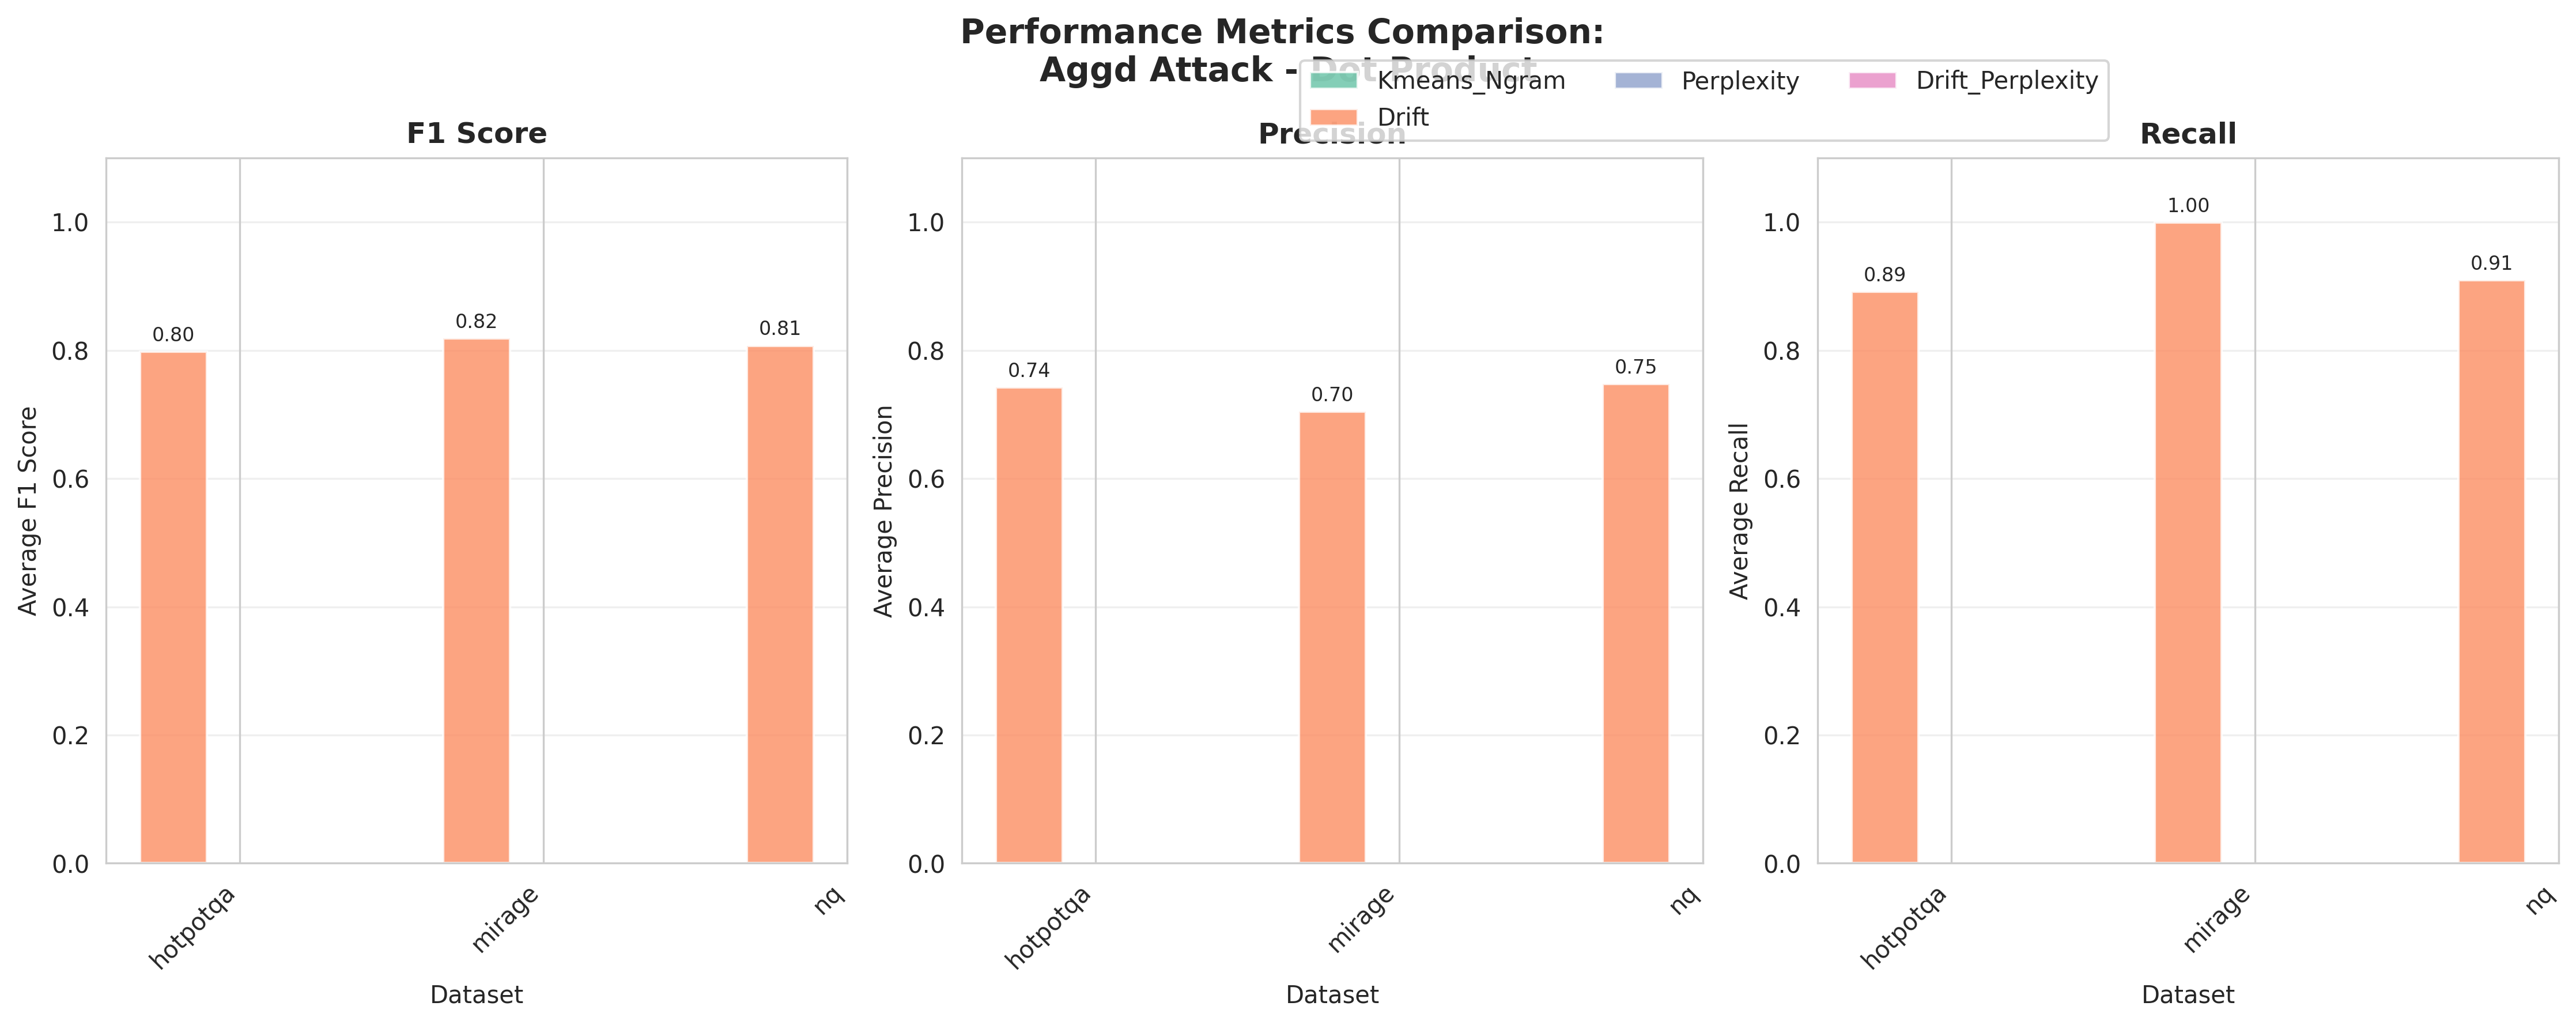 Performance Metrics Comparison:
Aggd Attack - Dot Product
Kmeans_Ngram
Drift
Perplexity
Drift_Perplexity
F1 Score
1.0
0.8
0.6
0.4
0.2
0.0
Average F1 Score
0.80
0.82
0.81
hotpotqa
mirage
nq
Dataset
Precision
1.0
0.8
0.6
0.4
0.2
0.0
Average Precision
0.74
0.70
0.75
hotpotqa
mirage
nq
Dataset
Recall
1.0
0.8
0.6
0.4
0.2
0.0
Average Recall
0.89
1.00
0.91
hotpotqa
mirage
nq
Dataset